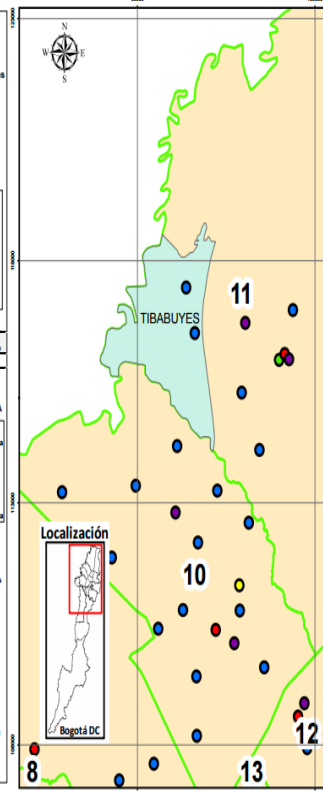 N
W E
S
11
TIBABUYES
Localización
10
Bogotá DC
12
8
13